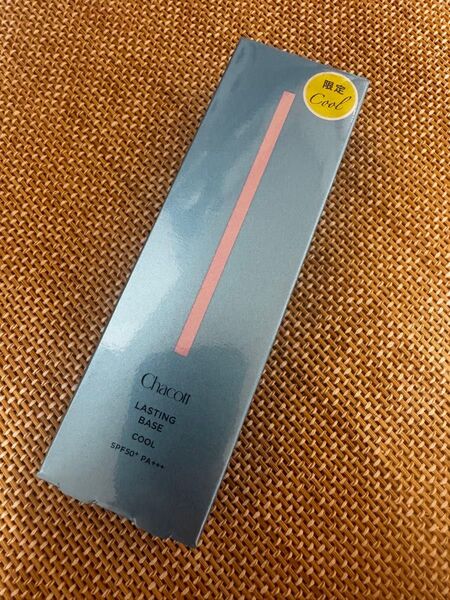 限定
Cool
Chacott
LASTING
BASE
COOL
SPF50+ PA+++